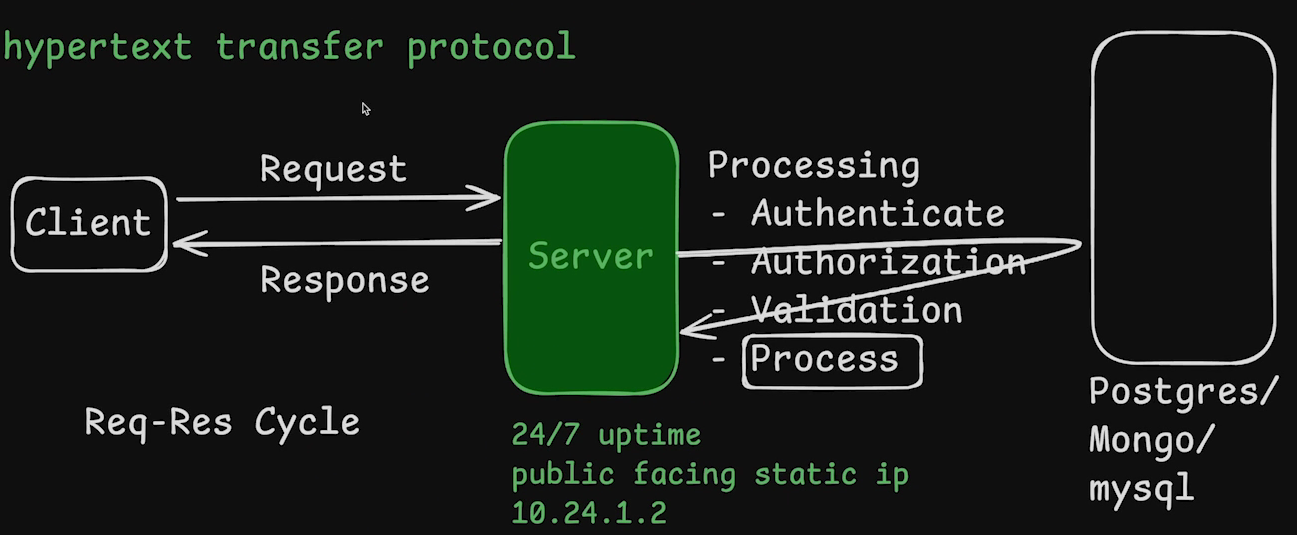 hypertext transfer protocol
Request
Client
Response
Req-Res Cycle
Server
24/7 uptime
public facing static ip
10.24.1.2
Processing
- Authenticate
- Authorization
- Validation
- Process
Postgres/
Mongo/
mysql